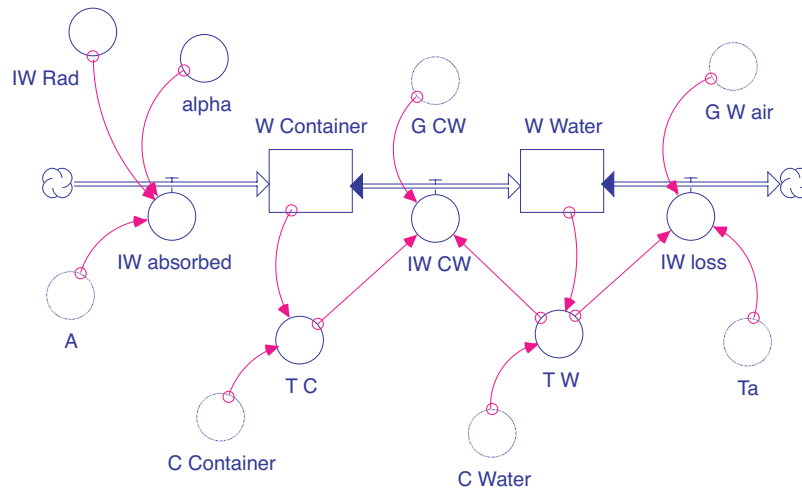 IW Rad
alpha
W Container
G CW
W Water
G W air
IW absorbed
IW CW
IW loss
A
T C
T W
Ta
C Container
C Water